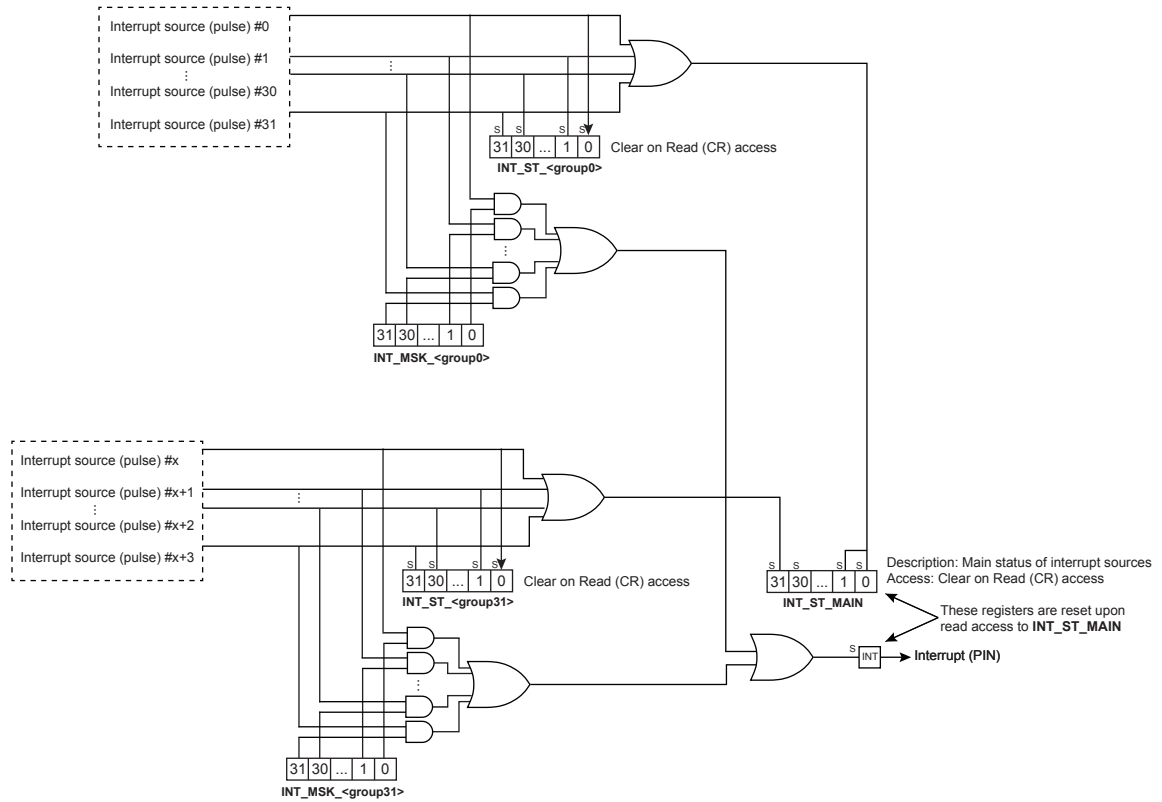 Interrupt source (pulse) #0
Interrupt source (pulse) #1
⋮
Interrupt source (pulse) #30
Interrupt source (pulse) #31
⋮
S S S S
31 30 ... 1 0
Clear on Read (CR) access
INT_ST_<group0>
⋮
31 30 ... 1 0
INT_MSK_<group0>
Interrupt source (pulse) #x
Interrupt source (pulse) #x+1
⋮
Interrupt source (pulse) #x+2
Interrupt source (pulse) #x+3
⋮
S S S S
31 30 ... 1 0
Clear on Read (CR) access
INT_ST_<group31>
S S S S
31 30 ... 1 0
INT_ST_MAIN
Description: Main status of interrupt sources
Access: Clear on Read (CR) access
These registers are reset upon
read access to INT_ST_MAIN
S
INT
Interrupt (PIN)
⋮
31 30 ... 1 0
INT_MSK_<group31>